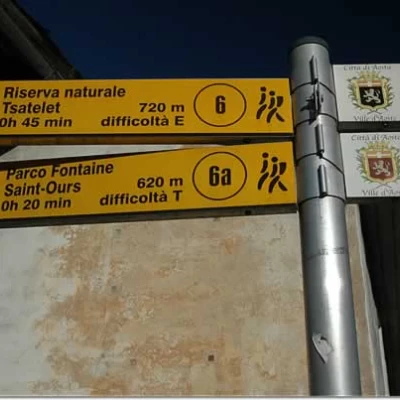 Riserva naturale
Tsatelet 720 m 6
0h 45 min difficoltà E
Città di Aosta
Ville d'Aoste
Parco Fontaine
Saint-Ours 620 m 6a
0h 20 min difficoltà T
Città di Aosta
Ville d'Aoste